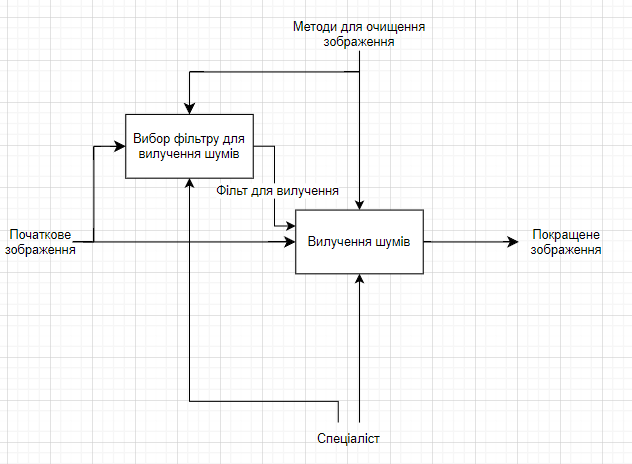 Методи для очищення
зображення
Вибор фільтру для
вилучення шумів
Фільт для вилучення
Початкове
зображення
Вилучення шумів
Покращене
зображення
Спеціаліст